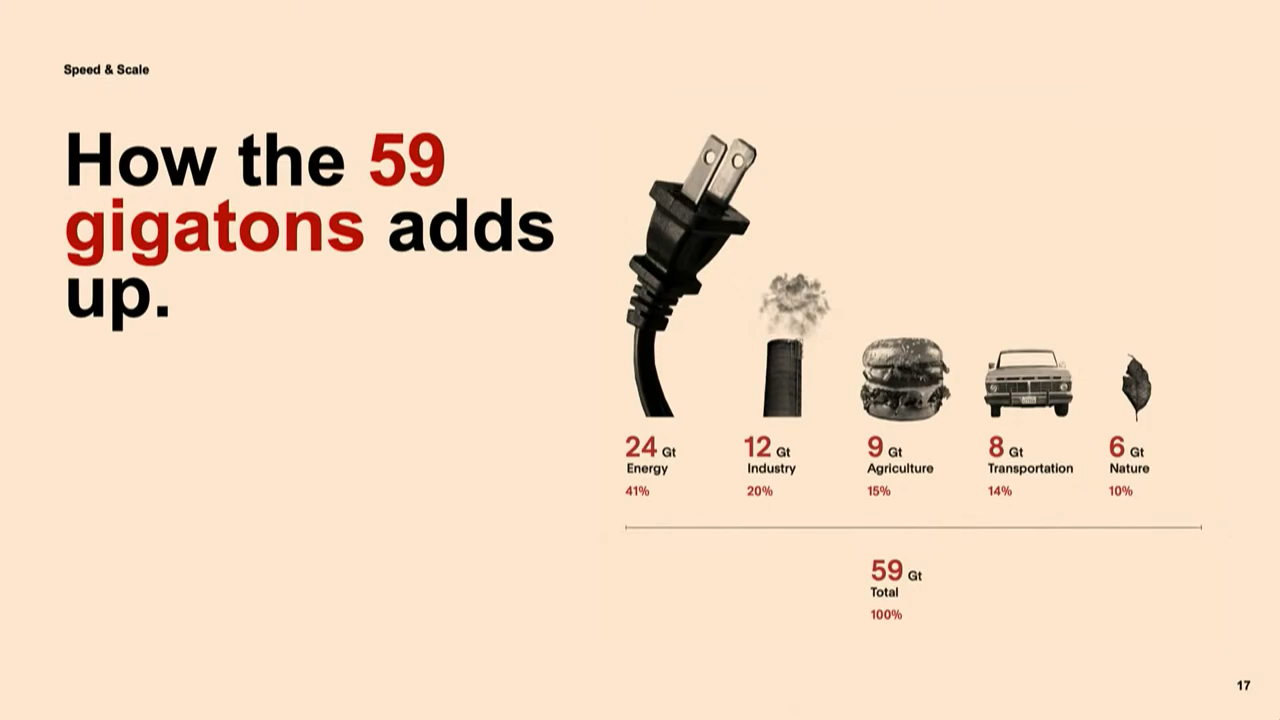 Speed & Scale
How the 59
gigatons adds
up.
24 Gt
Energy
41%
12 Gt
Industry
20%
9 Gt
Agriculture
15%
8 Gt
Transportation
14%
6 Gt
Nature
10%
59 Gt
Total
100%
17